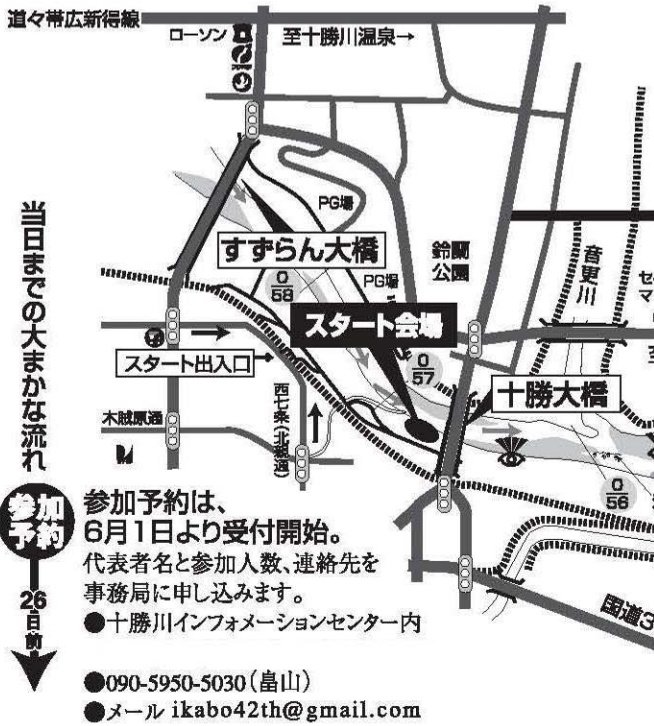 道々帯広新得線
ローソン
至十勝川温泉→
PG場
すずらん大橋
PG場
鈴蘭
公園
音更川
セ
マ
至
0
58
スタート会場
0
57
スタート出入口→
十勝大橋
木賊原通
西七条(北親通)
0
56
国道3
当日までの大まかな流れ
参加
予約
26日前
参加予約は、
6月1日より受付開始。
代表者名と参加人数、連絡先を
事務局に申し込みます。
●十勝川インフォメーションセンター内
●090-5950-5030(畠山)
●メール ikabo42th@gmail.com